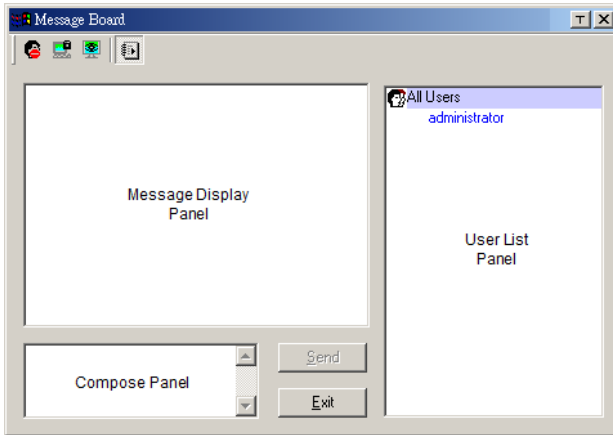 Message Board
T X
Message Display
Panel
All Users
administrator
User List
Panel
Compose Panel
Send
Exit